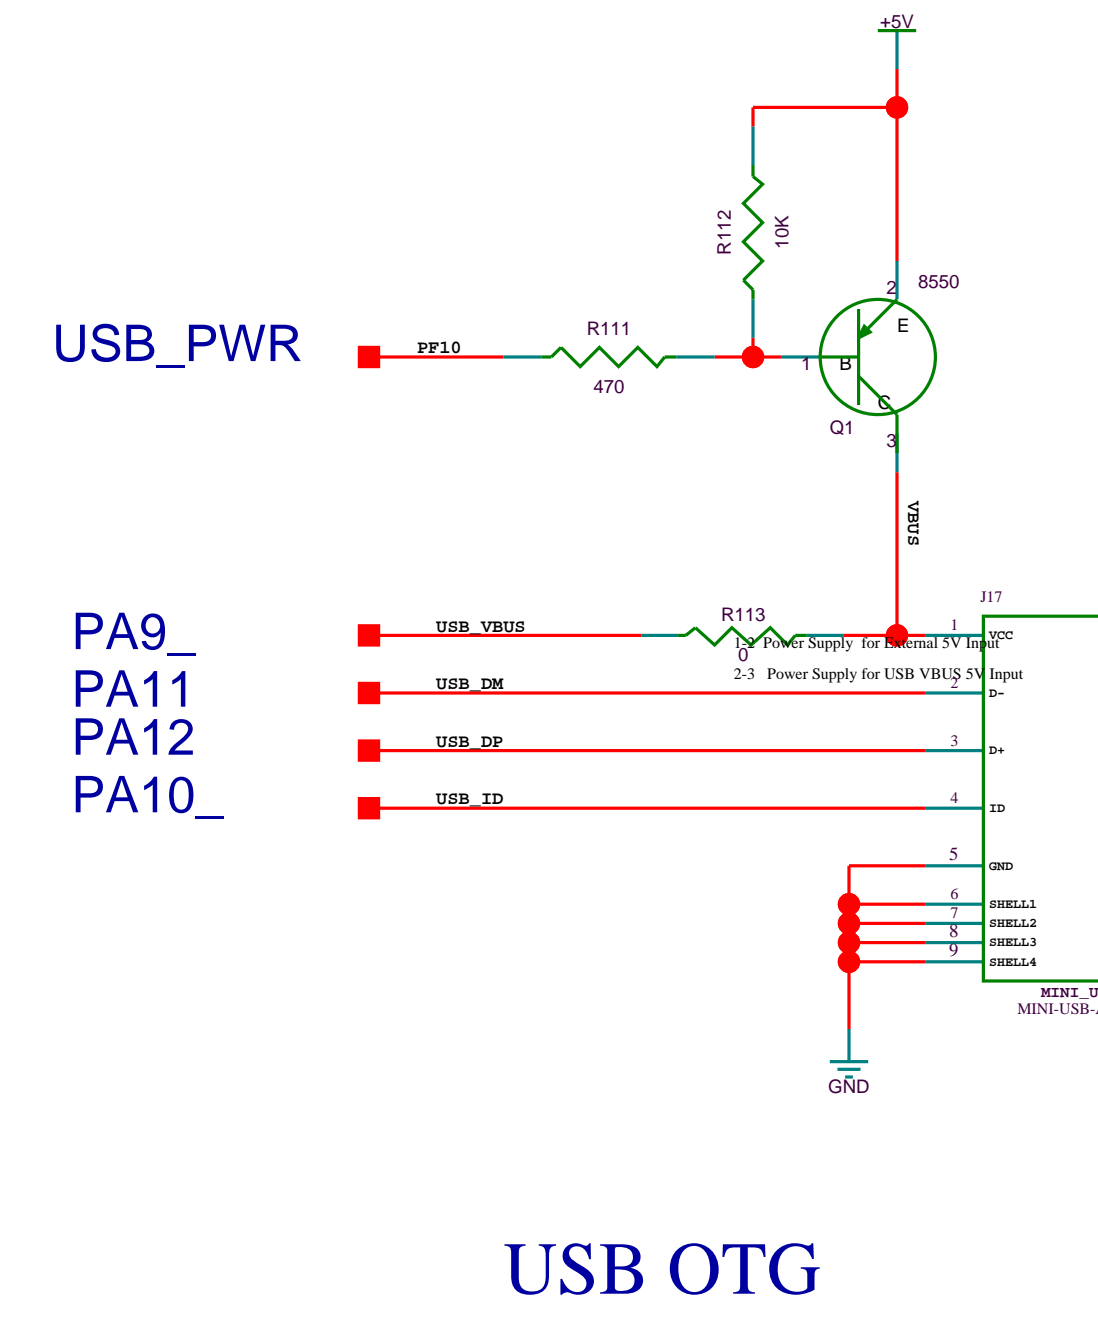 +5V
R112
10K
2
8550
E
R111
USB_PWR
PF10
1
B
470
C
Q1
3
VBUS
J17
R113
PA9_
USB_VBUS
1
VCC
1-2 Power Supply for External 5V Input
0
2-3 Power Supply for USB VBUS 5V Input
PA11
USB_DM
2
D-
PA12
USB_DP
3
D+
PA10_
USB_ID
4
ID
5
GND
6
SHELL1
7
SHELL2
8
SHELL3
9
SHELL4
MINI_U
MINI-USB-A
GND
USB OTG